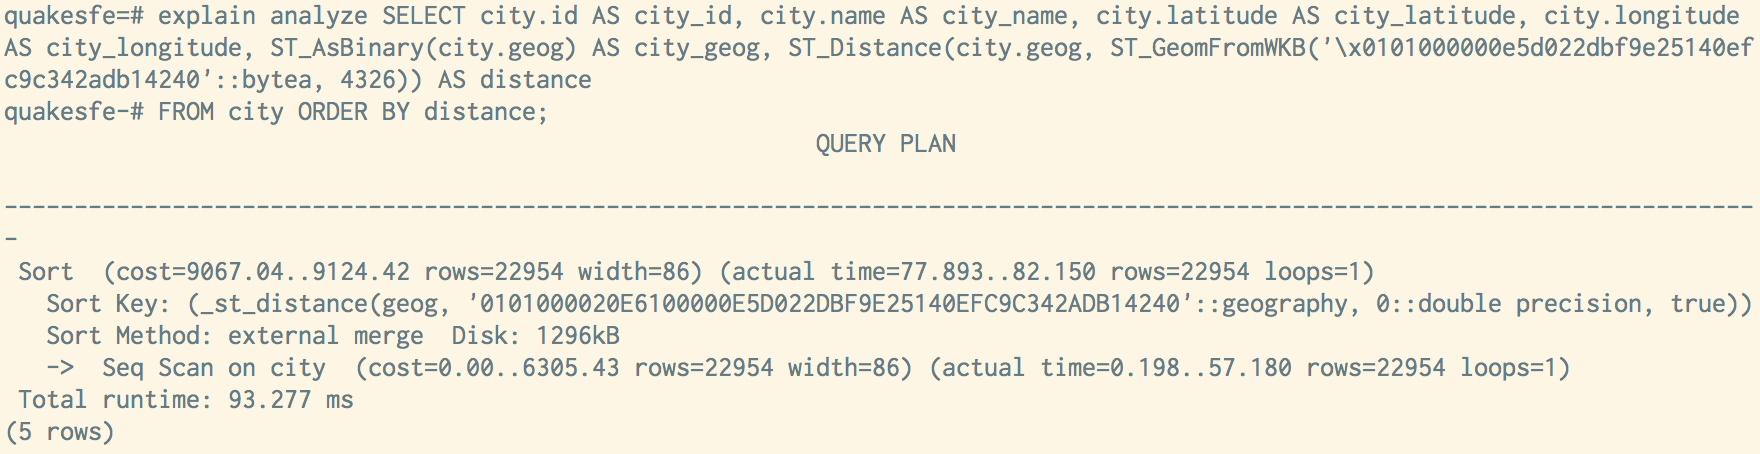 quakesfe=# explain analyze SELECT city.id AS city_id, city.name AS city_name, city.latitude AS city_latitude, city.longitude
AS city_longitude, ST_AsBinary(city.geog) AS city_geog, ST_Distance(city.geog, ST_GeomFromWKB('\x0101000000e5d022dbf9e25140ef
c9c342adb14240'::bytea, 4326)) AS distance
quakesfe-# FROM city ORDER BY distance;
QUERY PLAN
-----------------------------------------------------------------------------------------------------------------------------
-
Sort  (cost=9067.04..9124.42 rows=22954 width=86) (actual time=77.893..82.150 rows=22954 loops=1)
Sort Key: (_st_distance(geog, '0101000020E6100000E5D022DBF9E25140EFC9C342ADB14240'::geography, 0::double precision, true))
Sort Method: external merge  Disk: 1296kB
->  Seq Scan on city  (cost=0.00..6305.43 rows=22954 width=86) (actual time=0.198..57.180 rows=22954 loops=1)
Total runtime: 93.277 ms
(5 rows)